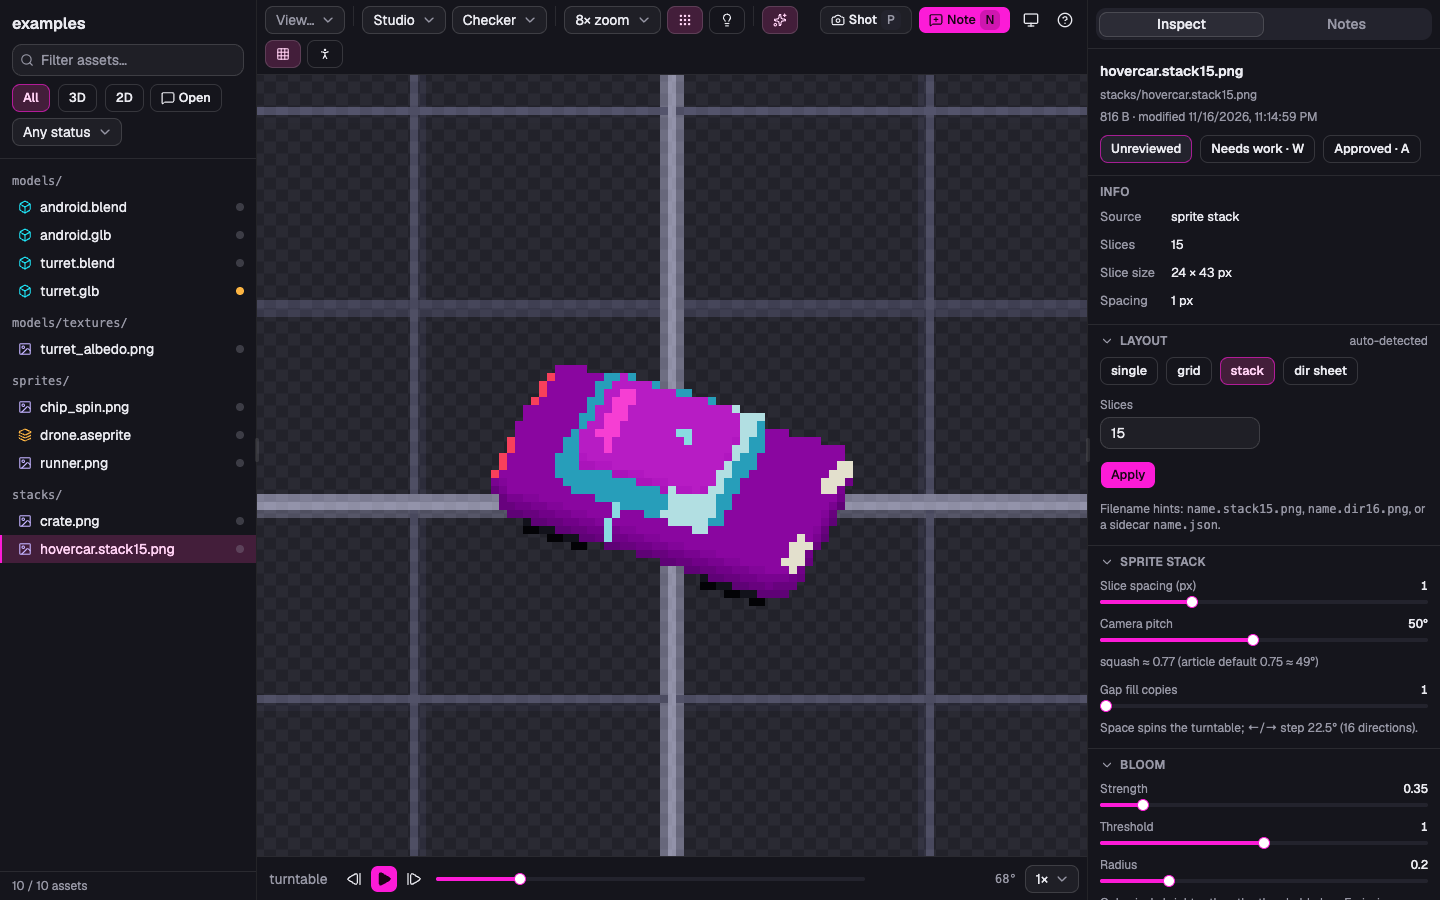 examples
Filter assets...
All
3D
2D
Open
Any status
models/
android.blend
android.glb
turret.blend
turret.glb
models/textures/
turret_albedo.png
sprites/
chip_spin.png
drone.aseprite
runner.png
stacks/
crate.png
hovercar.stack15.png
10 / 10 assets
View...
Studio
Checker
8× zoom
Shot P
Note N
turntable
68°
1×
Inspect
Notes
hovercar.stack15.png
stacks/hovercar.stack15.png
816 B · modified 11/16/2026, 11:14:59 PM
Unreviewed
Needs work · W
Approved · A
INFO
Source sprite stack
Slices 15
Slice size 24 × 43 px
Spacing 1 px
LAYOUT auto-detected
single
grid
stack
dir sheet
Slices
15
Apply
Filename hints: name.stack15.png, name.dir16.png, or
a sidecar name.json.
SPRITE STACK
Slice spacing (px) 1
Camera pitch 50°
squash ≈ 0.77 (article default 0.75 ≈ 49°)
Gap fill copies 1
Space spins the turntable; ←/→ step 22.5° (16 directions).
BLOOM
Strength 0.35
Threshold 1
Radius 0.2